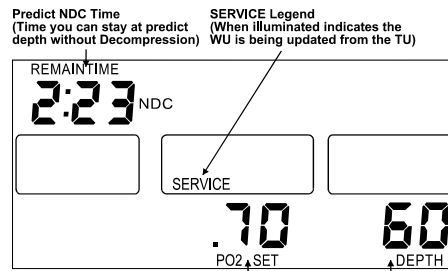 Predict NDC Time
(Time you can stay at predict
depth without Decompression)
SERVICE Legend
(When illuminated indicates the
WU is being updated from the TU)
REMAINTIME
2:23 NDC
SERVICE
.70 60
PO2 SET DEPTH